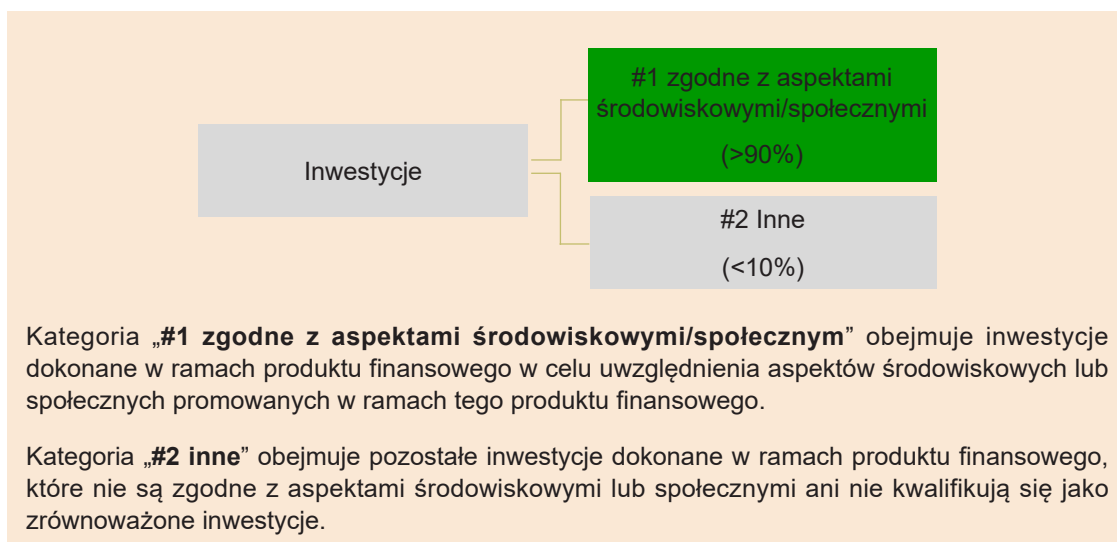 #1 zgodne z aspektami
środowiskowymi/społecznymi
(>90%)
Inwestycje
#2 Inne
(<10%)
Kategoria „#1 zgodne z aspektami środowiskowymi/społecznym” obejmuje inwestycje
dokonane w ramach produktu finansowego w celu uwzględnienia aspektów środowiskowych lub
społecznych promowanych w ramach tego produktu finansowego.
Kategoria „#2 inne” obejmuje pozostałe inwestycje dokonane w ramach produktu finansowego,
które nie są zgodne z aspektami środowiskowymi lub społecznymi ani nie kwalifikują się jako
zrównoważone inwestycje.